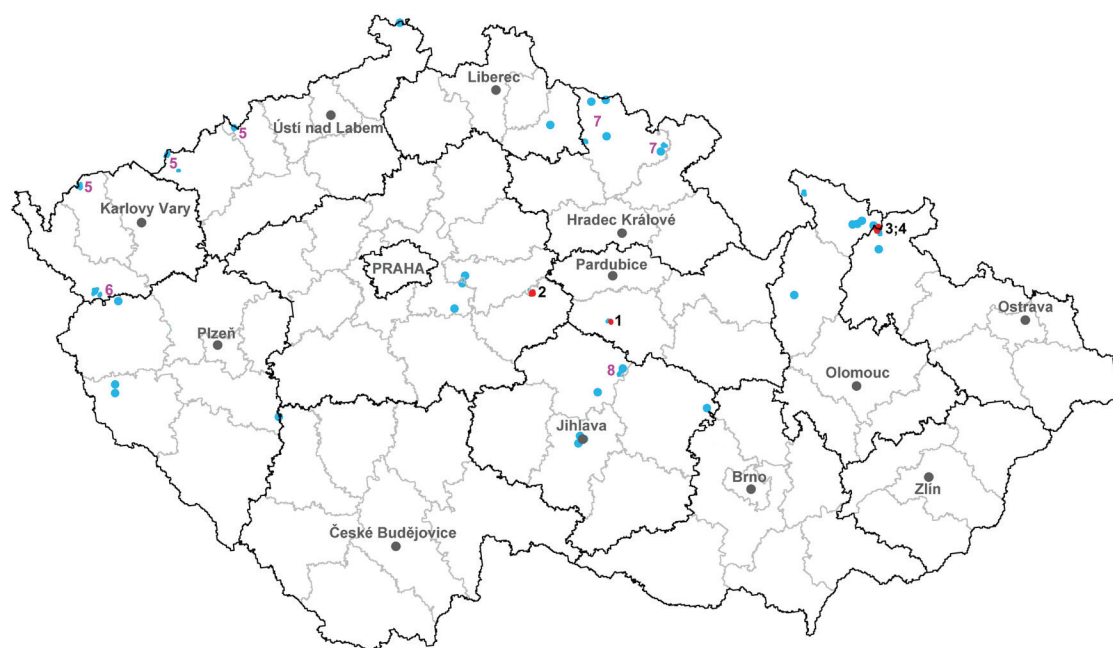 Liberec
Ústí nad Labem
5
7
5
7
5
Karlovy Vary
Hradec Králové
3;4
PRAHA
Pardubice
6
2
Ostrava
1
Plzeň
8
Olomouc
Jihlava
Brno
Zlín
České Budějovice